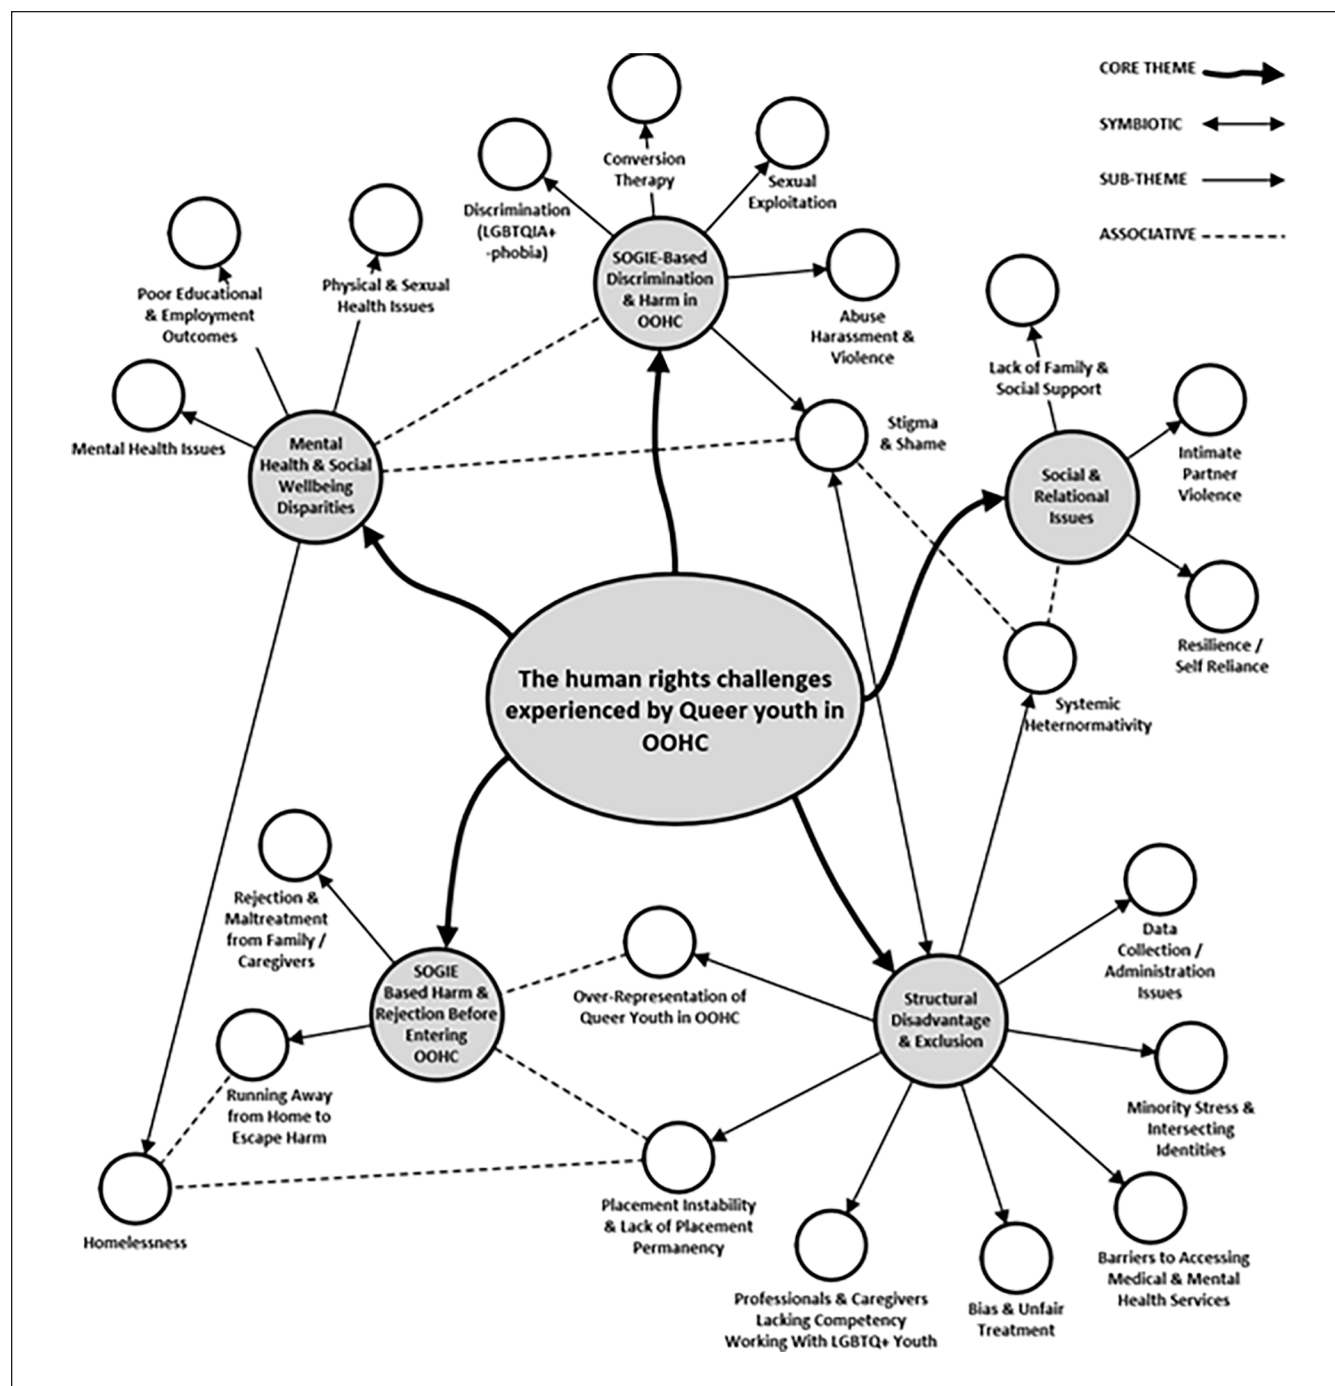 CORE THEME
SYMBIOTIC
SUB-THEME
ASSOCIATIVE
Conversion
Therapy
Sexual
Exploitation
Discrimination
(LGBTQIA+
-phobia)
SOGIE-Based
Discrimination
& Harm in
OOHC
Abuse
Harassment &
Violence
Poor Educational
& Employment
Outcomes
Physical & Sexual
Health Issues
Mental Health Issues
Mental
Health & Social
Wellbeing
Disparities
Stigma
& Shame
Lack of Family &
Social Support
Intimate
Partner
Violence
Social &
Relational
Issues
Resilience /
Self Reliance
Systemic
Heternormativity
The human rights challenges
experienced by Queer youth in
OOHC
Rejection &
Maltreatment
from Family /
Caregivers
SOGIE
Based Harm &
Rejection Before
Entering
OOHC
Running Away
from Home to
Escape Harm
Homelessness
Over-Representation of
Queer Youth in OOHC
Structural
Disadvantage
& Exclusion
Data
Collection /
Administration
Issues
Minority Stress &
Intersecting
Identities
Placement Instability
& Lack of Placement
Permanency
Barriers to Accessing
Medical & Mental
Health Services
Professionals & Caregivers
Lacking Competency
Working With LGBTQ+ Youth
Bias & Unfair
Treatment